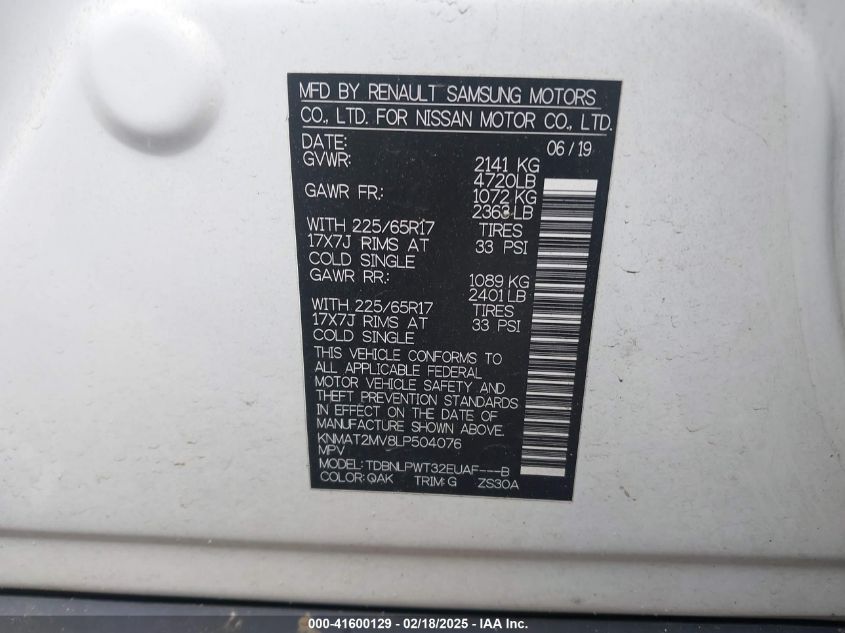 MFD BY RENAULT SAMSUNG MOTORS
CO., LTD. FOR NISSAN MOTOR CO., LTD.
DATE: 06/19
GVWR: 2141 KG
4720LB
GAWR FR.: 1072 KG
2363 LB
WITH 225/65R17 TIRES
17X7J RIMS AT 33 PSI
COLD SINGLE
GAWR RR.: 1089 KG
2401 LB
WITH 225/65R17 TIRES
17X7J RIMS AT 33 PSI
COLD SINGLE
THIS VEHICLE CONFORMS TO
ALL APPLICABLE FEDERAL
MOTOR VEHICLE SAFETY AND
THEFT PREVENTION STANDARDS
IN EFFECT ON THE DATE OF
MANUFACTURE SHOWN ABOVE.
KNMAT2MV8LP504076
MPV
MODEL: TDBNLPWT32EUAF---B
COLOR: QAK TRIM: G ZS30A
000-41600129 - 02/18/2025 - IAA Inc.